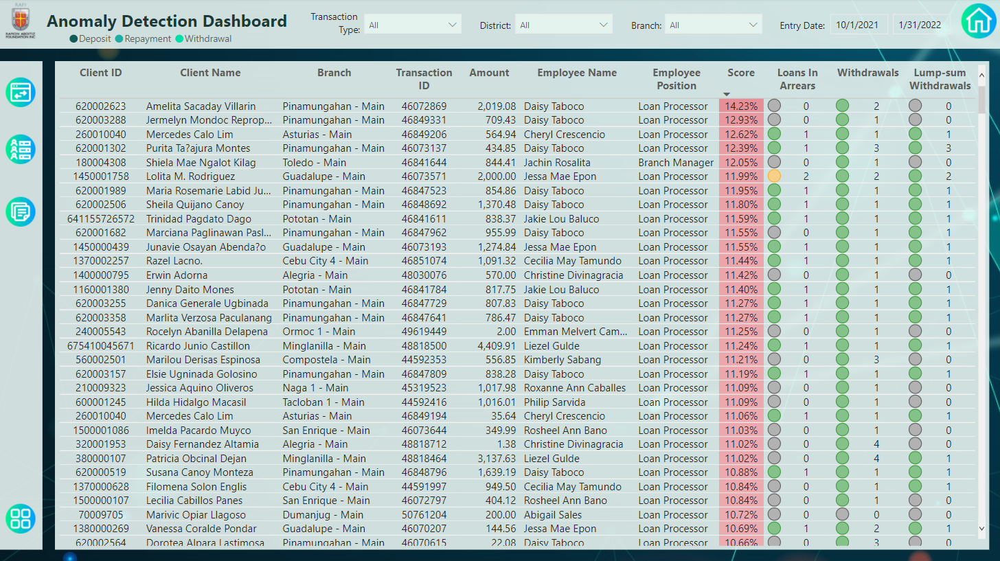 RAFI
RAMON ABOITIZ
FOUNDATION INC
Anomaly Detection Dashboard
Deposit Repayment Withdrawal
Transaction Type: All
District: All
Branch: All
Entry Date: 10/1/2021 1/31/2022
Client ID Client Name Branch Transaction ID Amount Employee Name Employee Position Score Loans In Arrears Withdrawals Lump-sum Withdrawals
620002623 Amelita Sacaday Villarin Pinamungahan - Main 46072869 2,019.08 Daisy Taboco Loan Processor 14.23% 0 2 0
620003288 Jermelyn Mondoc Reprop... Pinamungahan - Main 46849331 709.43 Daisy Taboco Loan Processor 12.93% 0 1 0
260010040 Mercedes Calo Lim Asturias - Main 46849206 564.94 Cheryl Crescencio Loan Processor 12.62% 1 1 1
620001302 Purita Ta?ajura Montes Pinamungahan - Main 46073137 434.85 Daisy Taboco Loan Processor 12.39% 1 3 3
180004308 Shiela Mae Ngalot Kilag Toledo - Main 46841644 844.41 Jachin Rosalita Branch Manager 12.05% 0 1 0
1450001758 Lolita M. Rodriguez Guadalupe - Main 46073571 2,000.00 Jessa Mae Epon Loan Processor 11.99% 2 2 2
620001989 Maria Rosemarie Labid Ju... Pinamungahan - Main 46847523 854.86 Daisy Taboco Loan Processor 11.95% 1 1 1
620002506 Sheila Quijano Canoy Pinamungahan - Main 46848692 1,370.48 Daisy Taboco Loan Processor 11.80% 1 1 1
641155726572 Trinidad Pagdato Dago Pototan - Main 46841611 838.37 Jakie Lou Baluco Loan Processor 11.59% 1 1 1
620001682 Marciana Paglinawan Pasl... Pinamungahan - Main 46847962 955.99 Daisy Taboco Loan Processor 11.55% 0 1 1
1450000439 Junavie Osayan Abenda?o Guadalupe - Main 46073193 1,274.84 Jessa Mae Epon Loan Processor 11.55% 1 1 1
1370002257 Razel Lacno. Cebu City 4 - Main 46851074 1,091.32 Cecilia May Tamundo Loan Processor 11.44% 1 1 1
1400000795 Erwin Adorna Alegria - Main 48030076 570.00 Christine Divinagracia Loan Processor 11.42% 0 1 0
1160001380 Jenny Daito Mones Pototan - Main 46841784 817.75 Jakie Lou Baluco Loan Processor 11.40% 1 1 1
620003255 Danica Generale Ugbinada Pinamungahan - Main 46847729 807.83 Daisy Taboco Loan Processor 11.27% 1 1 1
620003358 Marlita Verzosa Paculanang Pinamungahan - Main 46847641 786.47 Daisy Taboco Loan Processor 11.27% 1 1 1
240005543 Rocelyn Abanilla Delapena Ormoc 1 - Main 49619449 2.00 Emman Melvert Cam... Loan Processor 11.25% 0 1 0
675410045671 Ricardo Junio Castillon Minglanilla - Main 48818500 4,409.91 Liezel Gulde Loan Processor 11.24% 1 1 1
560002501 Marilou Derisas Espinosa Compostela - Main 44592353 556.85 Kimberly Sabang Loan Processor 11.21% 0 3 0
620003157 Elsie Ugninada Golosino Pinamungahan - Main 46847809 838.28 Daisy Taboco Loan Processor 11.19% 1 1 1
210009323 Jessica Aquino Oliveros Naga 1 - Main 45319523 1,017.98 Roxanne Ann Caballes Loan Processor 11.09% 0 1 0
600001245 Hilda Hidalgo Macasil Tacloban 1 - Main 44592416 1,016.01 Philip Sarvida Loan Processor 11.09% 0 1 0
260010040 Mercedes Calo Lim Asturias - Main 46849194 35.64 Cheryl Crescencio Loan Processor 11.06% 1 1 1
1500001086 Imelda Pacardo Muyco San Enrique - Main 46073644 349.99 Rosheel Ann Bano Loan Processor 11.03% 0 1 0
320001953 Daisy Fernandez Altamia Alegria - Main 48818712 1.38 Christine Divinagracia Loan Processor 11.02% 0 4 0
380000107 Patricia Obcinal Dejan Minglanilla - Main 48818464 3,137.63 Liezel Gulde Loan Processor 11.02% 0 4 1
620000519 Susana Canoy Monteza Pinamungahan - Main 46848796 1,639.19 Daisy Taboco Loan Processor 10.88% 1 1 1
1370000628 Filomena Solon Englis Cebu City 4 - Main 44591997 949.50 Cecilia May Tamundo Loan Processor 10.84% 0 1 1
1500000107 Lecilia Cabillos Panes San Enrique - Main 46072797 404.12 Rosheel Ann Bano Loan Processor 10.84% 0 1 0
70009705 Marivic Opiar Llagoso Dumanjug - Main 50761204 200.00 Abigail Sales Loan Processor 10.72% 0 0 0
1380000269 Vanessa Coralde Pondar Guadalupe - Main 46070207 144.56 Jessa Mae Epon Loan Processor 10.69% 1 2 1
620002564 Dorotea Alpara Lastimosa Pinamungahan - Main 46070615 22.08 Daisy Taboco Loan Processor 10.66% 0 3 0